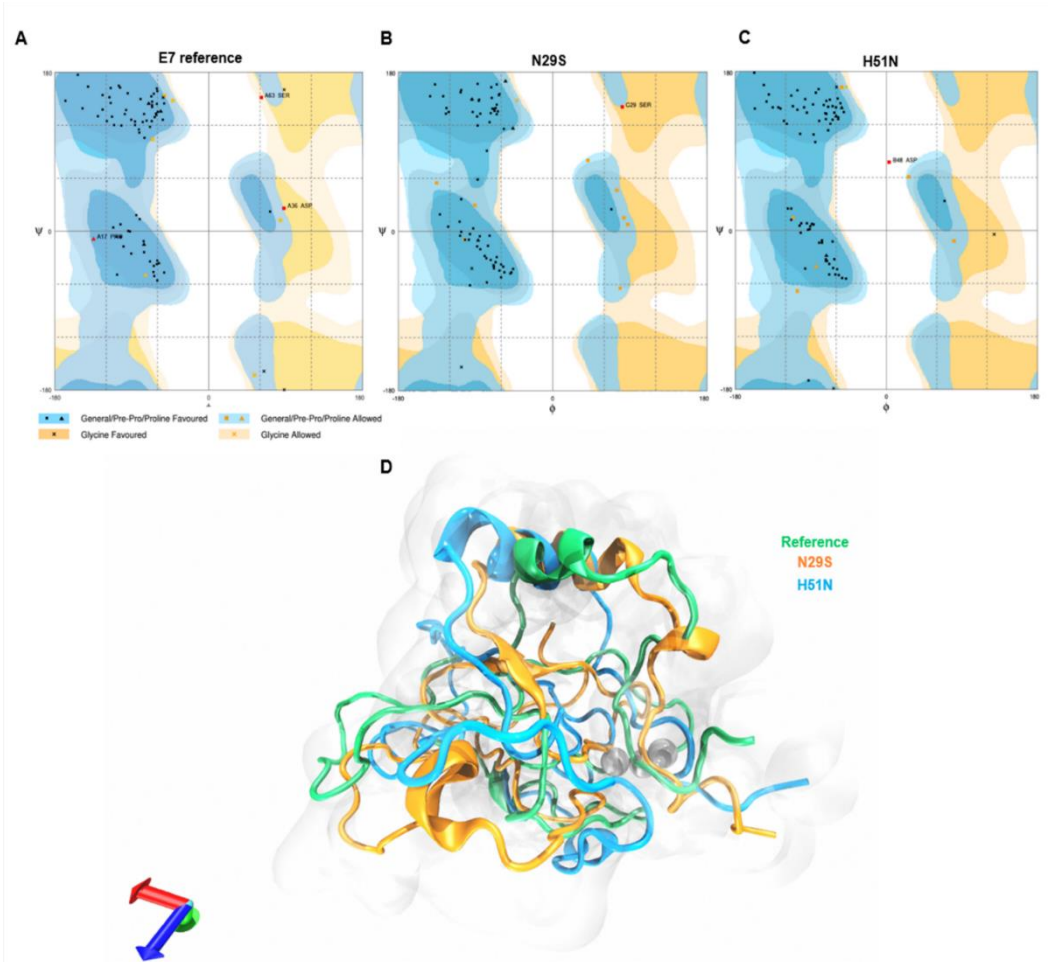 A
E7 reference
B
N29S
C
H51N
180
A63 SER
A36 ASP
A17
Ψ
0
-180
-180
0
180
180
C29 SER
Ψ
0
-180
-180
0
ϕ
180
180
B48 ASP
Ψ
0
-180
-180
0
ϕ
180
General/Pre-Pro/Proline Favoured
General/Pre-Pro/Proline Allowed
Glycine Favoured
Glycine Allowed
D
Reference
N29S
H51N